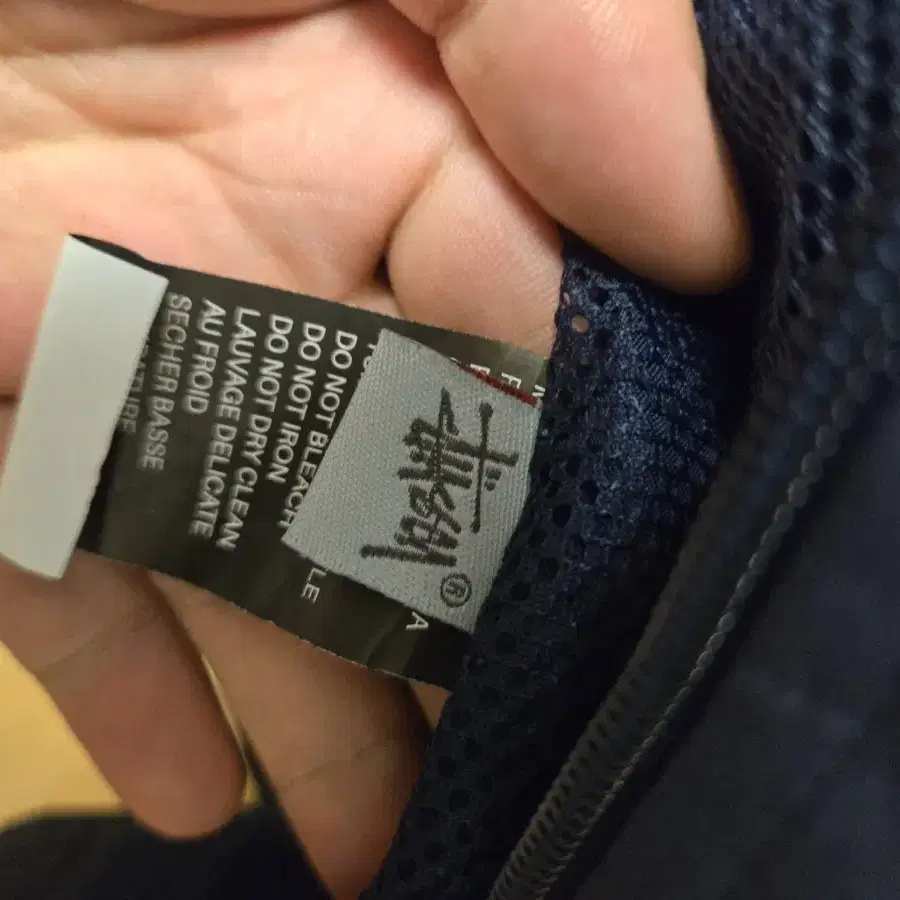 STÜSSY®
DO NOT BLEACH
DO NOT IRON
DO NOT DRY CLEAN
LAUVAGE DELICATE
AU FROID
SECHER BASSE